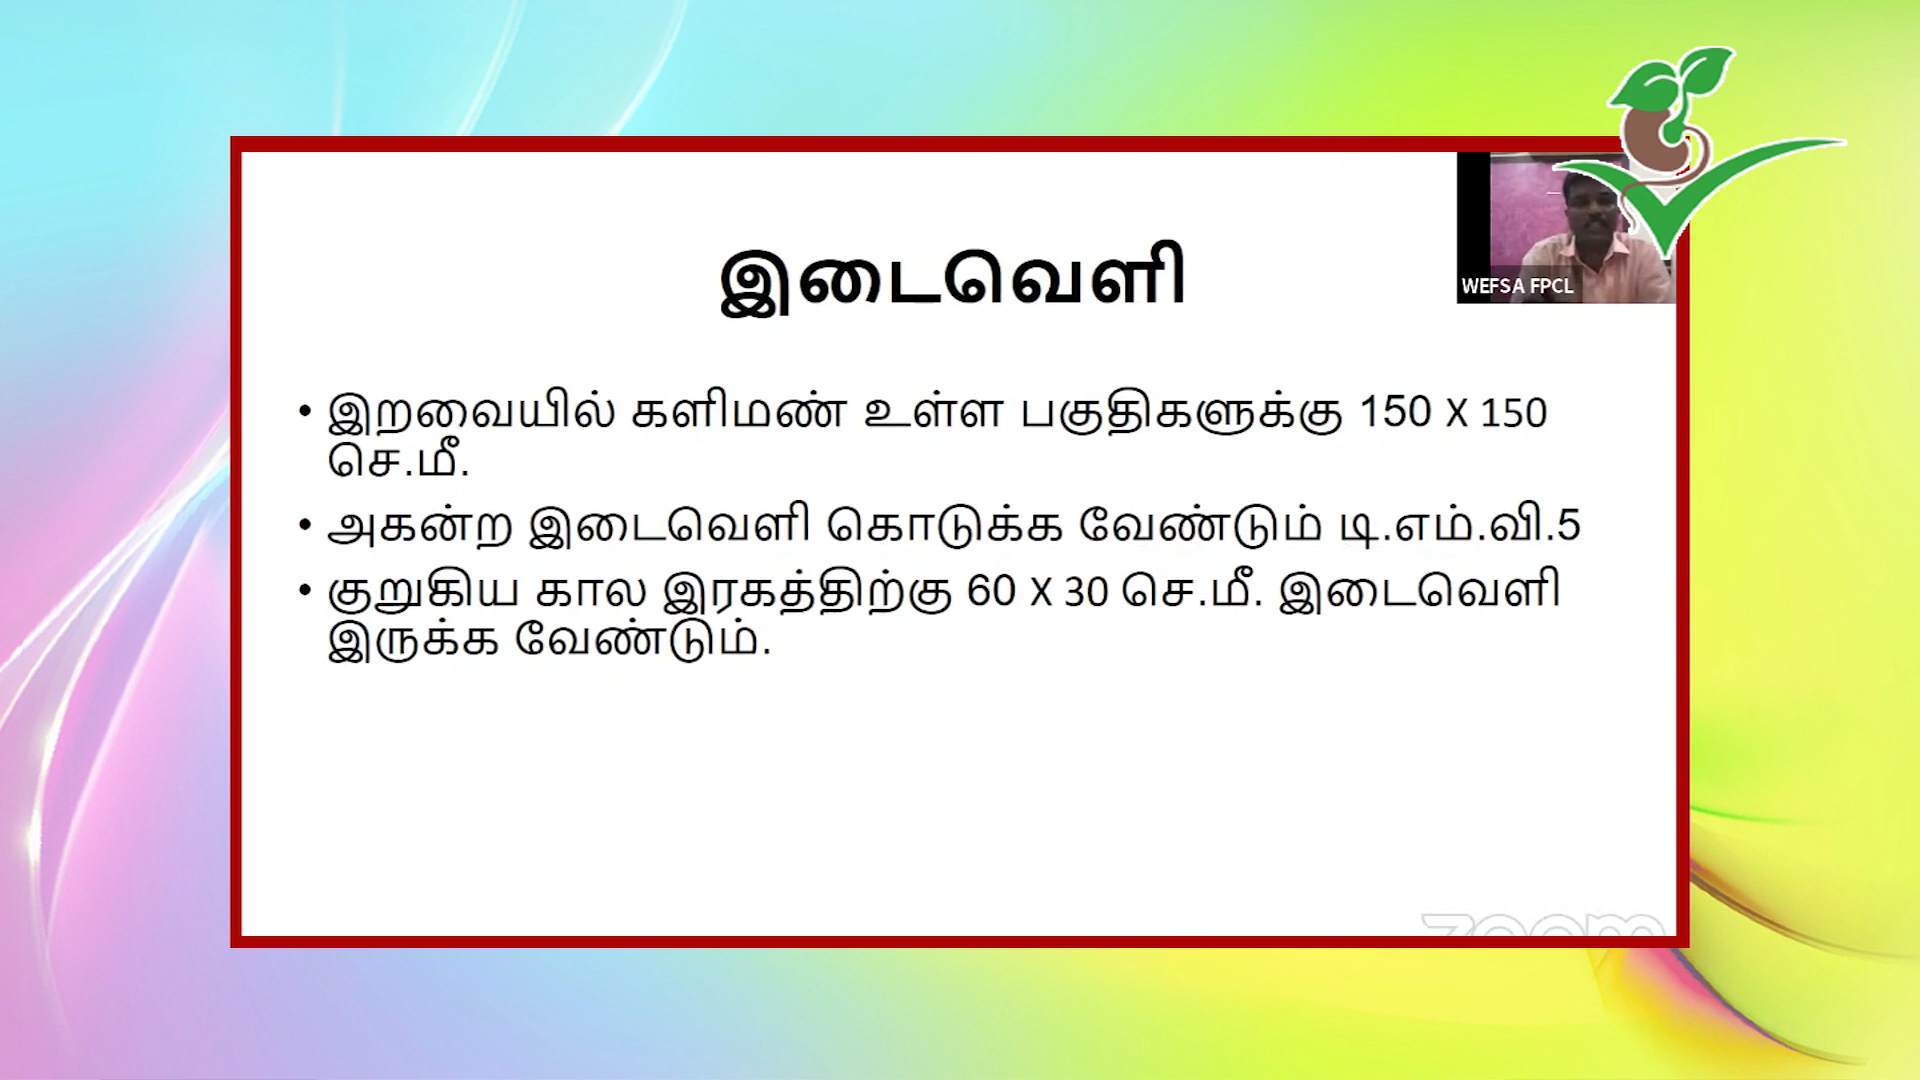 இடைவெளி
WEFSA FPCL
• இறவையில் களிமண் உள்ள பகுதிகளுக்கு 150 X 150
செ.மீ.
• அகன்ற இடைவெளி கொடுக்க வேண்டும் டி.எம்.வி.5
• குறுகிய கால இரகத்திற்கு 60 X 30 செ.மீ. இடைவெளி
இருக்க வேண்டும்.
zoom